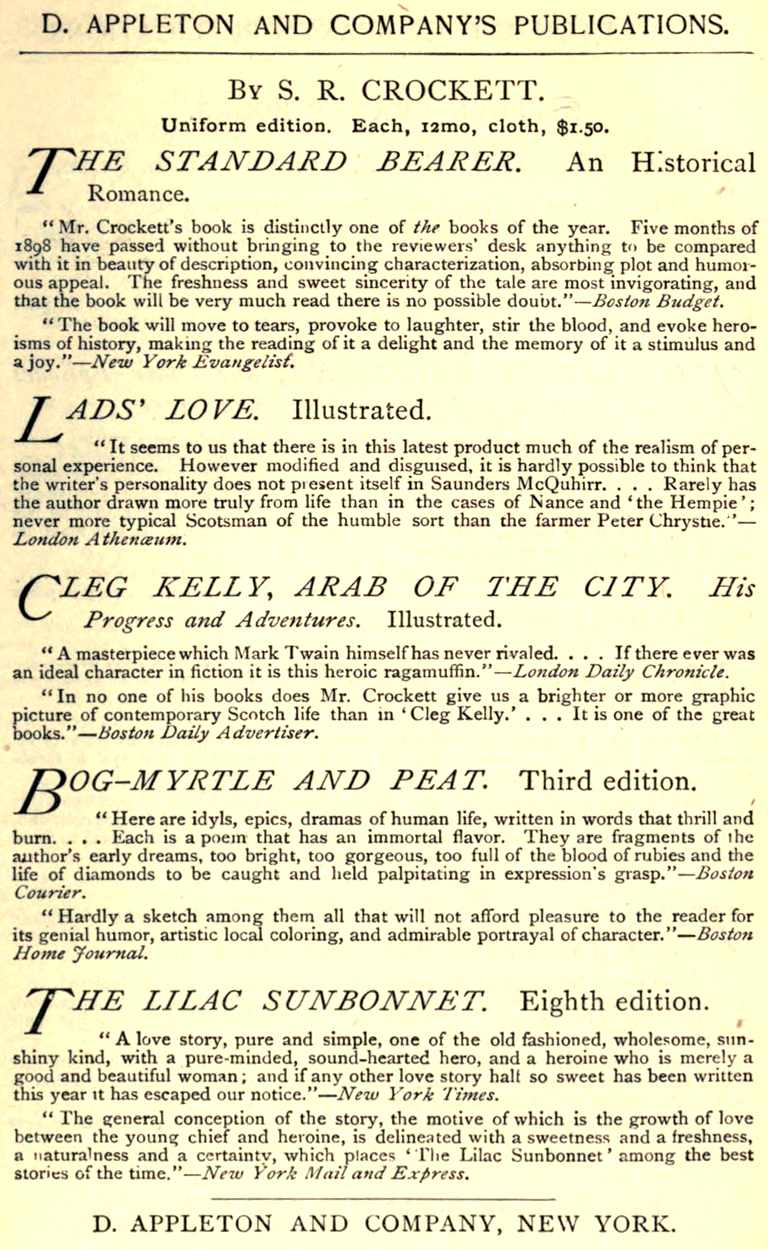 D. APPLETON AND COMPANY'S PUBLICATIONS.
BY S. R. CROCKETT.
Uniform edition. Each, 12mo, cloth, $1.50.
THE STANDARD BEARER. An Historical
Romance.
"Mr. Crockett's book is distinctly one of the books of the year. Five months of
1898 have passed without bringing to the reviewers' desk anything to be compared
with it in beauty of description, convincing characterization, absorbing plot and humor-
ous appeal. The freshness and sweet sincerity of the tale are most invigorating, and
that the book will be very much read there is no possible doubt."—Boston Budget.
"The book will move to tears, provoke to laughter, stir the blood, and evoke hero-
isms of history, making the reading of it a delight and the memory of it a stimulus and
a joy."—New York Evangelist.
LADS' LOVE. Illustrated.
"It seems to us that there is in this latest product much of the realism of per-
sonal experience. However modified and disguised, it is hardly possible to think that
the writer's personality does not present itself in Saunders McQuhirr. . . . Rarely has
the author drawn more truly from life than in the cases of Nance and 'the Hempie';
never more typical Scotsman of the humble sort than the farmer Peter Chrystie."—
London Athenæum.
CLEG KELLY, ARAB OF THE CITY. His
Progress and Adventures. Illustrated.
"A masterpiece which Mark Twain himself has never rivaled. . . . If there ever was
an ideal character in fiction it is this heroic ragamuffin."—London Daily Chronicle.
"In no one of his books does Mr. Crockett give us a brighter or more graphic
picture of contemporary Scotch life than in 'Cleg Kelly.' . . . It is one of the great
books."—Boston Daily Advertiser.
BOG-MYRTLE AND PEAT. Third edition.
"Here are idyls, epics, dramas of human life, written in words that thrill and
burn. . . . Each is a poem that has an immortal flavor. They are fragments of the
author's early dreams, too bright, too gorgeous, too full of the blood of rubies and the
life of diamonds to be caught and held palpitating in expression's grasp."—Boston
Courier.
"Hardly a sketch among them all that will not afford pleasure to the reader for
its genial humor, artistic local coloring, and admirable portrayal of character."—Boston
Home Journal.
THE LILAC SUNBONNET. Eighth edition.
"A love story, pure and simple, one of the old fashioned, wholesome, sun-
shiny kind, with a pure-minded, sound-hearted hero, and a heroine who is merely a
good and beautiful woman; and if any other love story half so sweet has been written
this year it has escaped our notice."—New York Times.
"The general conception of the story, the motive of which is the growth of love
between the young chief and heroine, is delineated with a sweetness and a freshness,
a naturalness and a certainty, which places 'The Lilac Sunbonnet' among the best
stories of the time."—New York Mail and Express.
D. APPLETON AND COMPANY, NEW YORK.